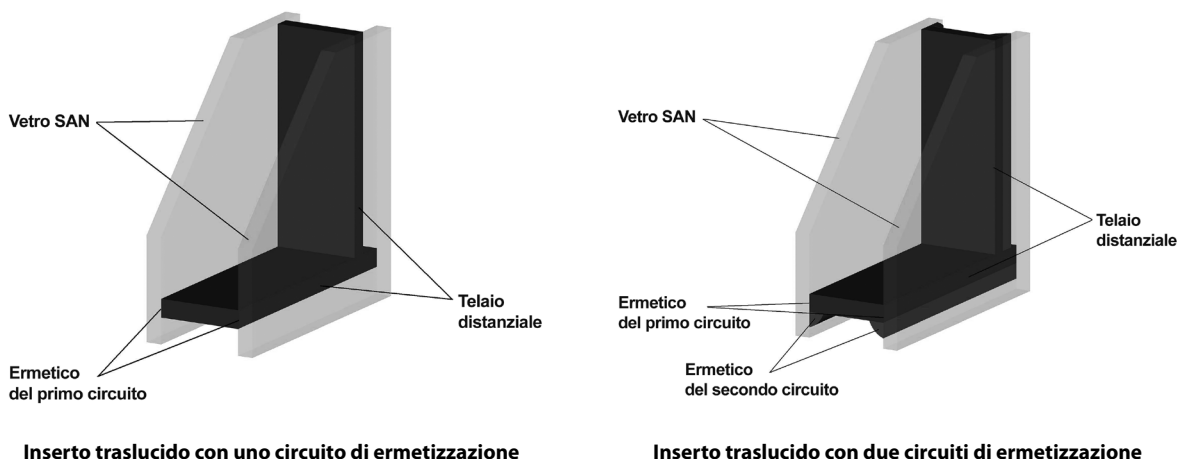 Vetro SAN
Telaio
distanziale
Ermetico
del primo circuito
Inserto traslucido con uno circuito di ermetizzazione
Vetro SAN
Telaio
distanziale
Ermetico
del primo circuito
Ermetico
del secondo circuito
Inserto traslucido con due circuiti di ermetizzazione